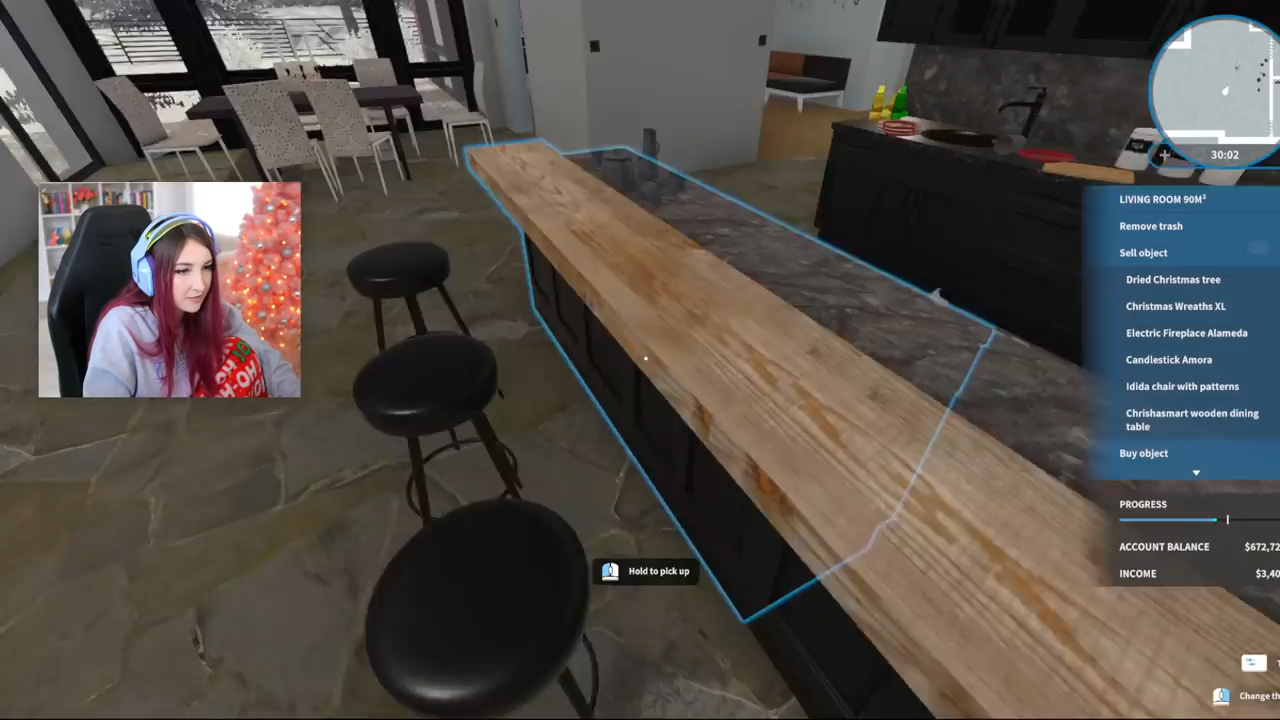 30:02
LIVING ROOM 90M²
Remove trash
Sell object
Dried Christmas tree
Christmas Wreaths XL
Electric Fireplace Alameda
Candlestick Amora
Idida chair with patterns
Chrishasmart wooden dining
table
Buy object
PROGRESS
ACCOUNT BALANCE $672,72
INCOME $3,40
Hold to pick up
Change th
HO-HO